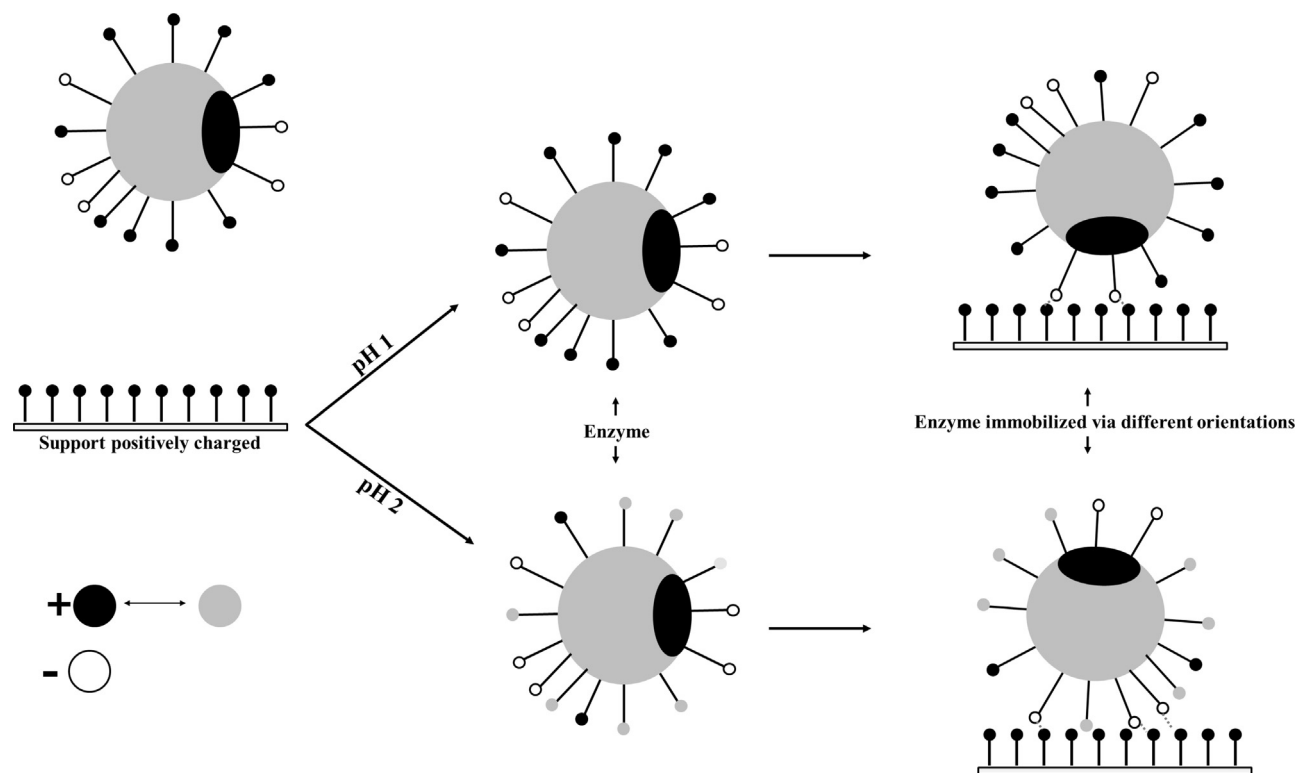 pH 1
Support positively charged
Enzyme
Enzyme immobilized via different orientations
pH 2
+
-